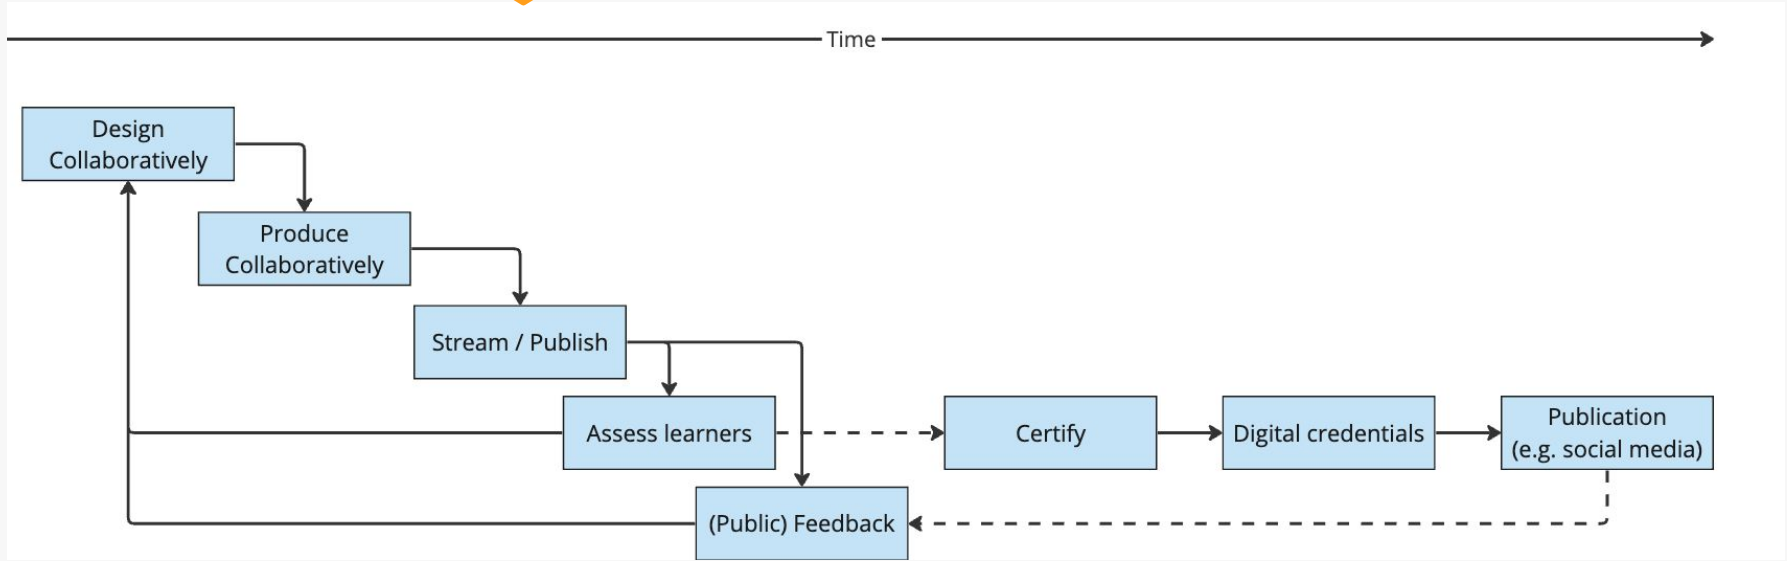 Time
Design
Collaboratively
Produce
Collaboratively
Stream / Publish
Assess learners
Certify
Digital credentials
Publication
(e.g. social media)
(Public) Feedback